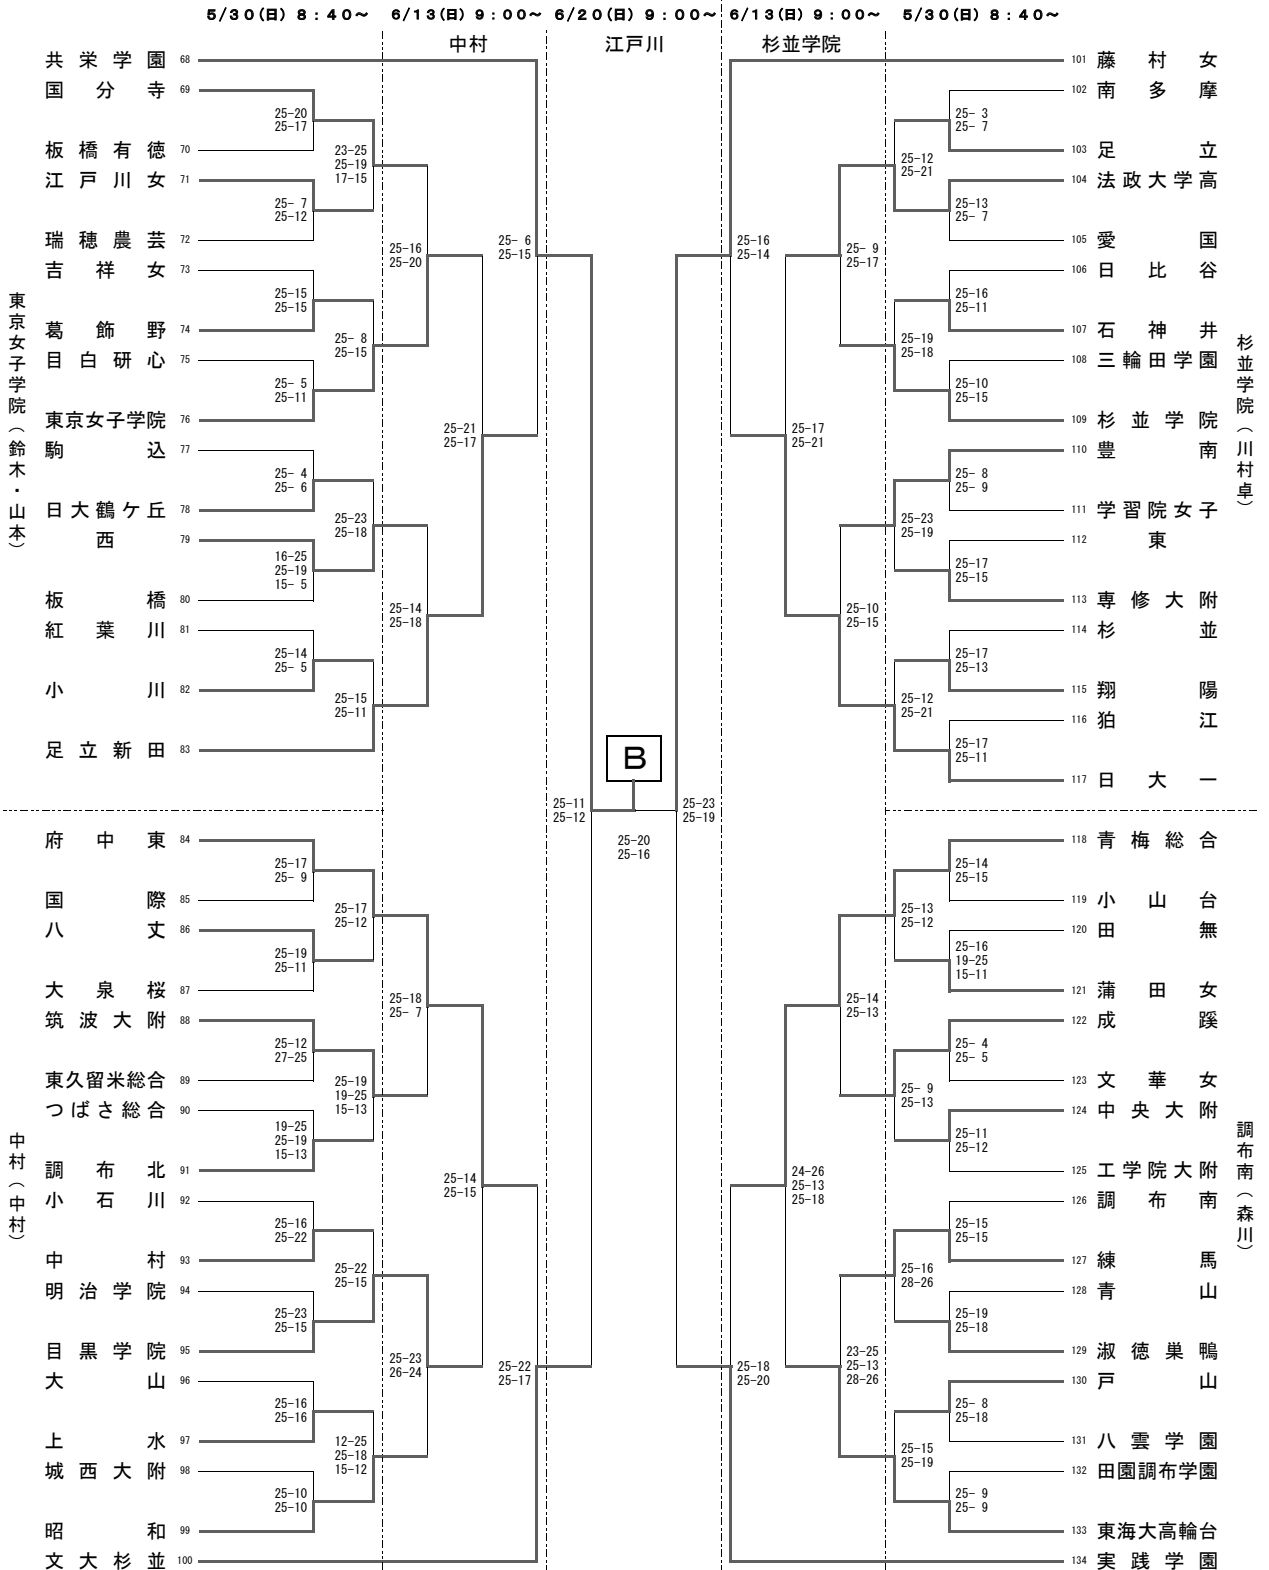 5/30(日) 8:40～ 6/13(日) 9:00～ 6/20(日) 9:00～ 6/13(日) 9:00～ 5/30(日) 8:40～
中村 江戸川 杉並学院
東京女子学院（鈴木・山本）
中村（中村）
共栄学園 68
国分寺 69
25-20
25-17
板橋有徳 70
23-25
25-19
17-15
江戸川女 71
25- 7
25-12
瑞穂農芸 72
25-16
25-20
25- 6
25-15
吉祥女 73
25-15
25-15
葛飾野 74
25- 8
25-15
目白研心 75
25- 5
25-11
東京女子学院 76
25-21
25-17
駒込 77
25- 4
25- 6
日大鶴ケ丘 78
25-23
25-18
西 79
16-25
25-19
15- 5
板橋 80
25-14
25-18
紅葉川 81
25-14
25- 5
小川 82
25-15
25-11
足立新田 83
B
25-11
25-12
25-23
25-19
25-20
25-16
府中東 84
25-17
25- 9
国際 85
25-17
25-12
八丈 86
25-19
25-11
大泉桜 87
25-18
25- 7
筑波大附 88
25-12
27-25
東久留米総合 89
25-19
19-25
15-13
つばさ総合 90
19-25
25-19
15-13
調布北 91
25-14
25-15
小石川 92
25-16
25-22
中村 93
25-22
25-15
明治学院 94
25-23
25-15
目黒学院 95
25-23
26-24
25-22
25-17
大山 96
25-16
25-16
上水 97
12-25
25-18
15-12
城西大附 98
25-10
25-10
昭和 99
文大杉並 100
101 藤村女
102 南多摩
25- 3
25- 7
103 足立
25-12
25-21
104 法政大学高
25-13
25- 7
105 愛国
25-16
25-14
25- 9
25-17
106 日比谷
25-16
25-11
107 石神井
25-19
25-18
108 三輪田学園
25-10
25-15
109 杉並学院
25-17
25-21
110 豊南
25- 8
25- 9
111 学習院女子
25-23
25-19
112 東
25-17
25-15
113 専修大附
25-10
25-15
114 杉並
25-17
25-13
115 翔陽
25-12
25-21
116 狛江
25-17
25-11
117 日大一
118 青梅総合
25-14
25-15
119 小山台
25-13
25-12
120 田無
25-16
19-25
15-11
121 蒲田女
25-14
25-13
122 成蹊
25- 4
25- 5
123 文華女
25- 9
25-13
124 中央大附
25-11
25-12
125 工学院大附
24-26
25-13
25-18
126 調布南
25-15
25-15
127 練馬
25-16
28-26
128 青山
25-19
25-18
129 淑徳巣鴨
25-18
25-20
23-25
25-13
28-26
130 戸山
25- 8
25-18
131 八雲学園
25-15
25-19
132 田園調布学園
25- 9
25- 9
133 東海大高輪台
134 実践学園
杉並学院（川村卓）
調布南（森川）